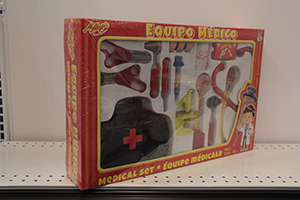 EQUIPO MÉDICO
MEDICAL SET • ÉQUIPE MÉDICALE